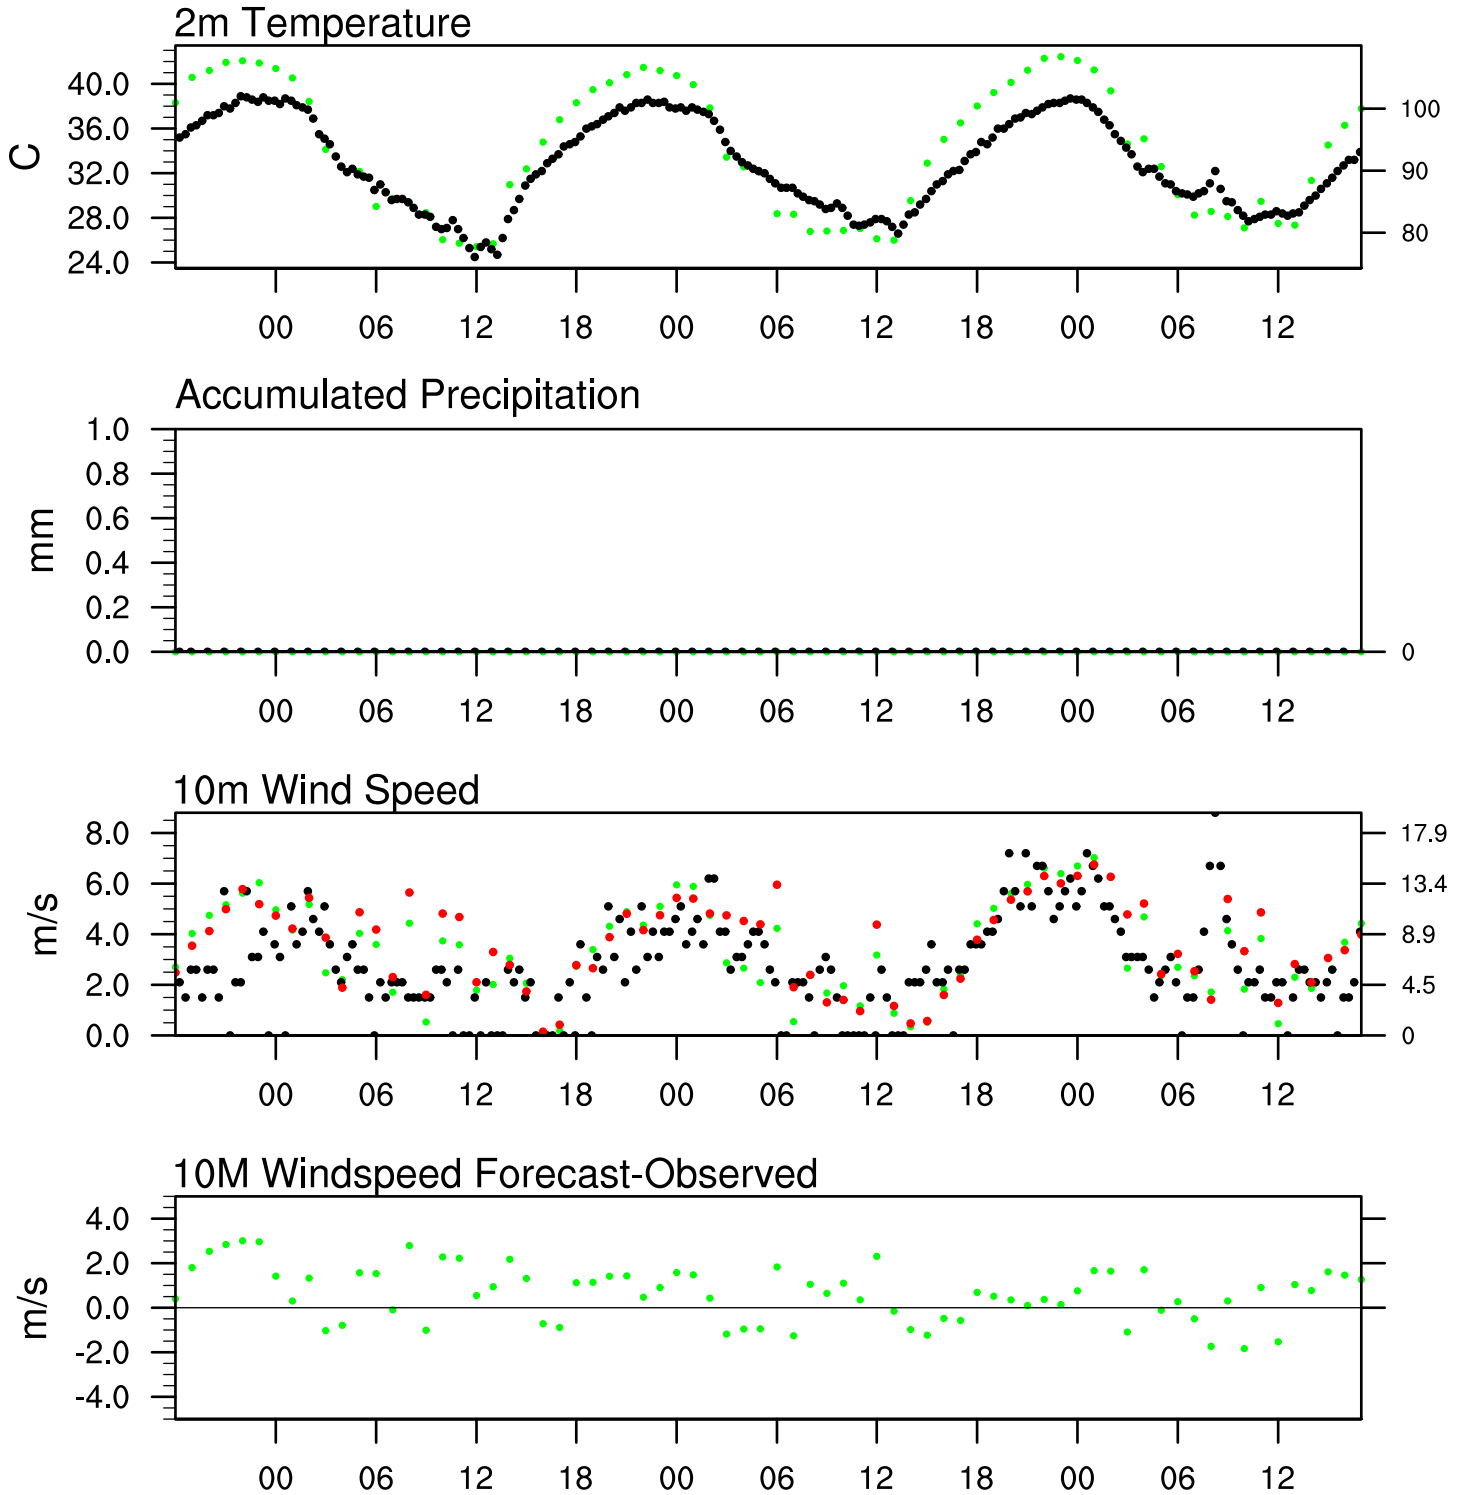 2m Temperature
40.0
36.0
32.0
28.0
24.0
C
100
90
80
00 06 12 18 00 06 12 18 00 06 12
Accumulated Precipitation
1.0
0.8
0.6
0.4
0.2
0.0
mm
0
00 06 12 18 00 06 12 18 00 06 12
10m Wind Speed
8.0
6.0
4.0
2.0
0.0
m/s
17.9
13.4
8.9
4.5
0
00 06 12 18 00 06 12 18 00 06 12
10M Windspeed Forecast-Observed
4.0
2.0
0.0
-2.0
-4.0
m/s
00 06 12 18 00 06 12 18 00 06 12